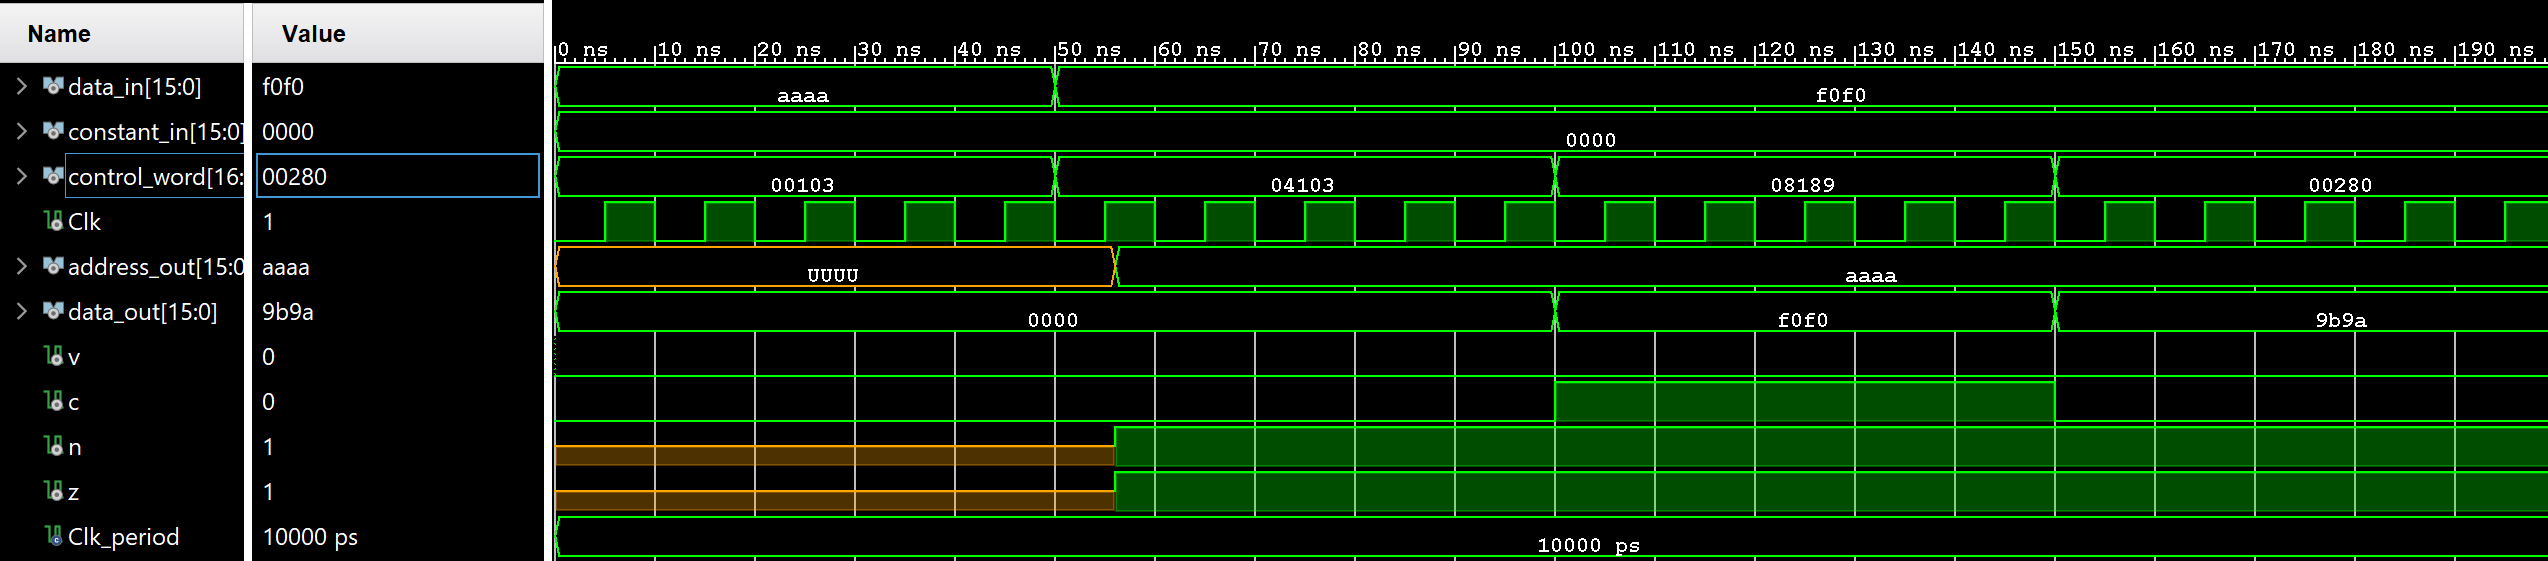 Name Value
0 ns 10 ns 20 ns 30 ns 40 ns 50 ns 60 ns 70 ns 80 ns 90 ns 100 ns 110 ns 120 ns 130 ns 140 ns 150 ns 160 ns 170 ns 180 ns 190 ns
data_in[15:0] f0f0 aaaa f0f0
constant_in[15:0] 0000 0000
control_word[16: 00280 00103 04103 08189 00280
Clk 1
address_out[15:0 aaaa UUUU aaaa
data_out[15:0] 9b9a 0000 f0f0 9b9a
v 0
c 0
n 1
z 1
Clk_period 10000 ps 10000 ps